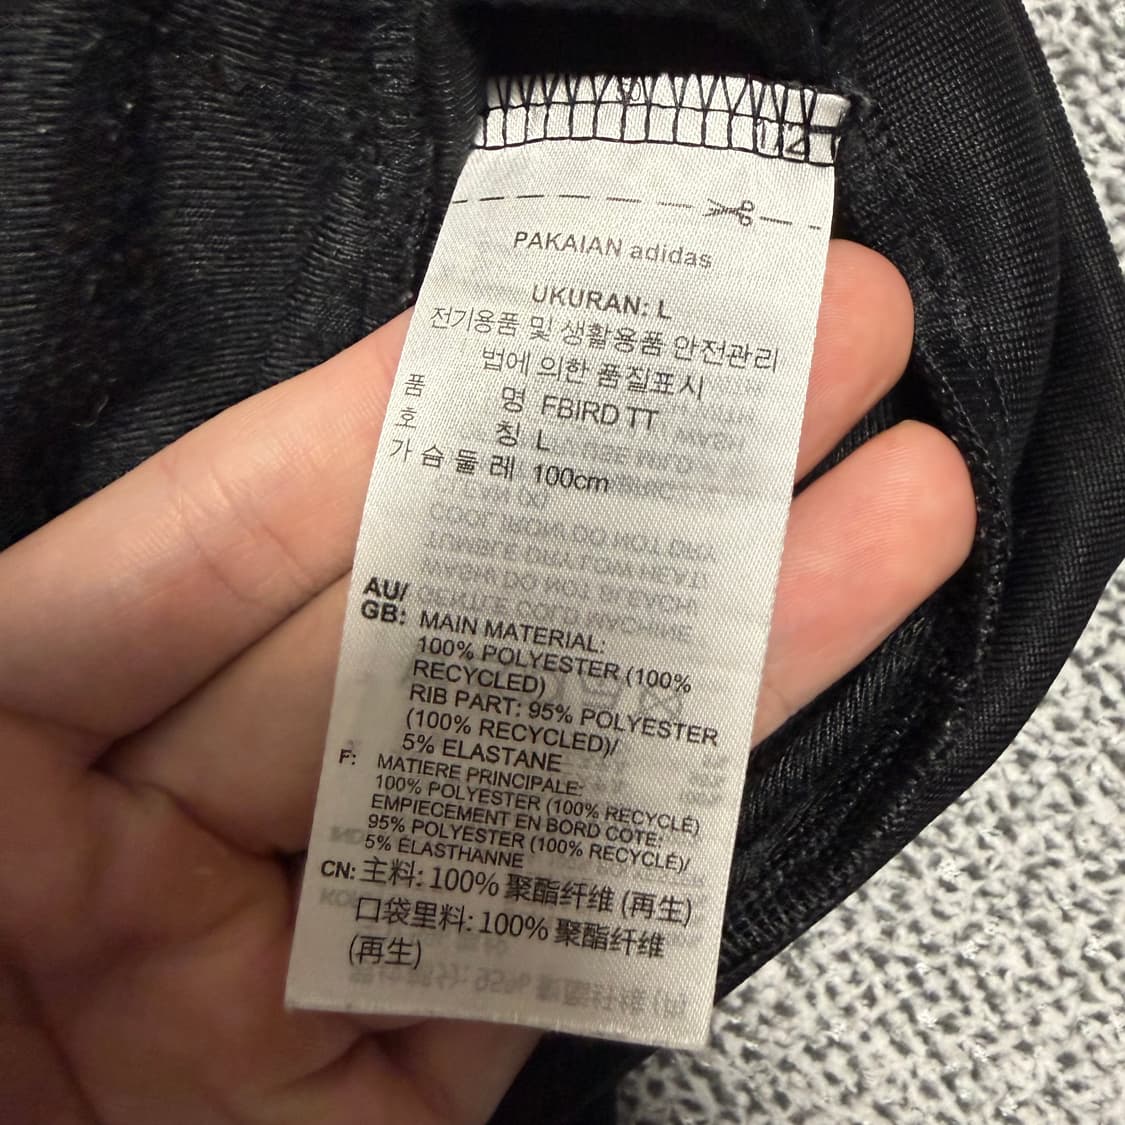 12
PAKAIAN adidas
UKURAN: L
전기용품 및 생활용품 안전관리
법에 의한 품질표시
품 명 FBIRD TT
호 칭 L
가 슴 둘 레 100cm
AU/
GB: MAIN MATERIAL:
100% POLYESTER (100%
RECYCLED)
RIB PART: 95% POLYESTER
(100% RECYCLED)/
5% ELASTANE
F: MATIERE PRINCIPALE:
100% POLYESTER (100% RECYCLÉ)
EMPIECEMENT EN BORD COTE:
95% POLYESTER (100% RECYCLÉ)/
5% ELASTHANNE
CN: 主料: 100% 聚酯纤维 (再生)
口袋里料: 100% 聚酯纤维
(再生)